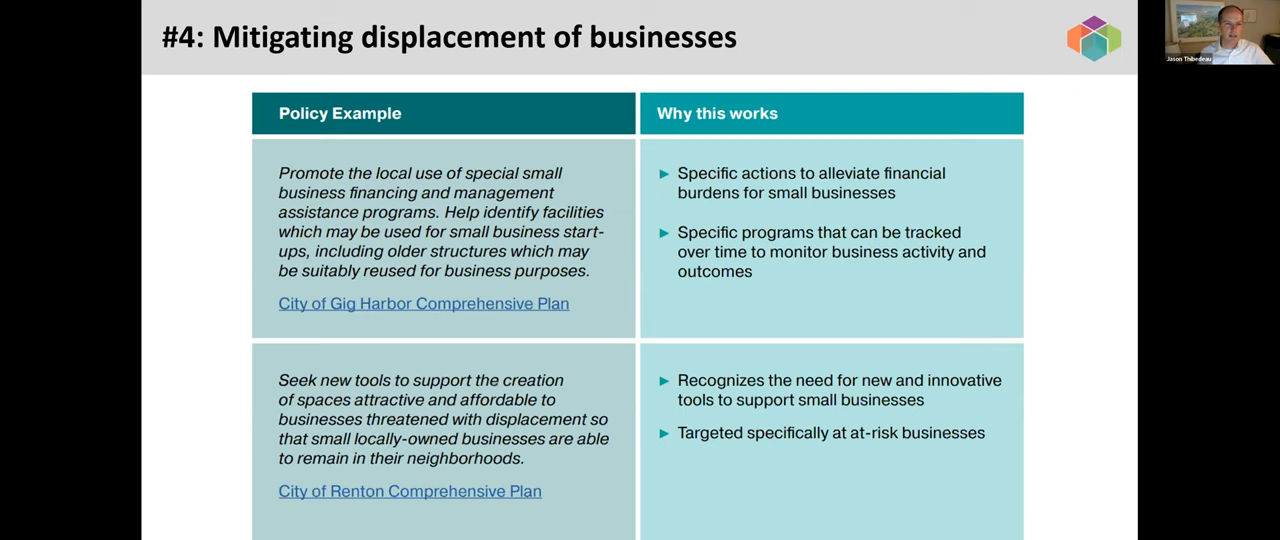 #4: Mitigating displacement of businesses
Jason Thibedeau
Policy Example
Why this works
Promote the local use of special small
business financing and management
assistance programs. Help identify facilities
which may be used for small business start-
ups, including older structures which may
be suitably reused for business purposes.
City of Gig Harbor Comprehensive Plan
Specific actions to alleviate financial
burdens for small businesses
Specific programs that can be tracked
over time to monitor business activity and
outcomes
Seek new tools to support the creation
of spaces attractive and affordable to
businesses threatened with displacement so
that small locally-owned businesses are able
to remain in their neighborhoods.
City of Renton Comprehensive Plan
Recognizes the need for new and innovative
tools to support small businesses
Targeted specifically at at-risk businesses